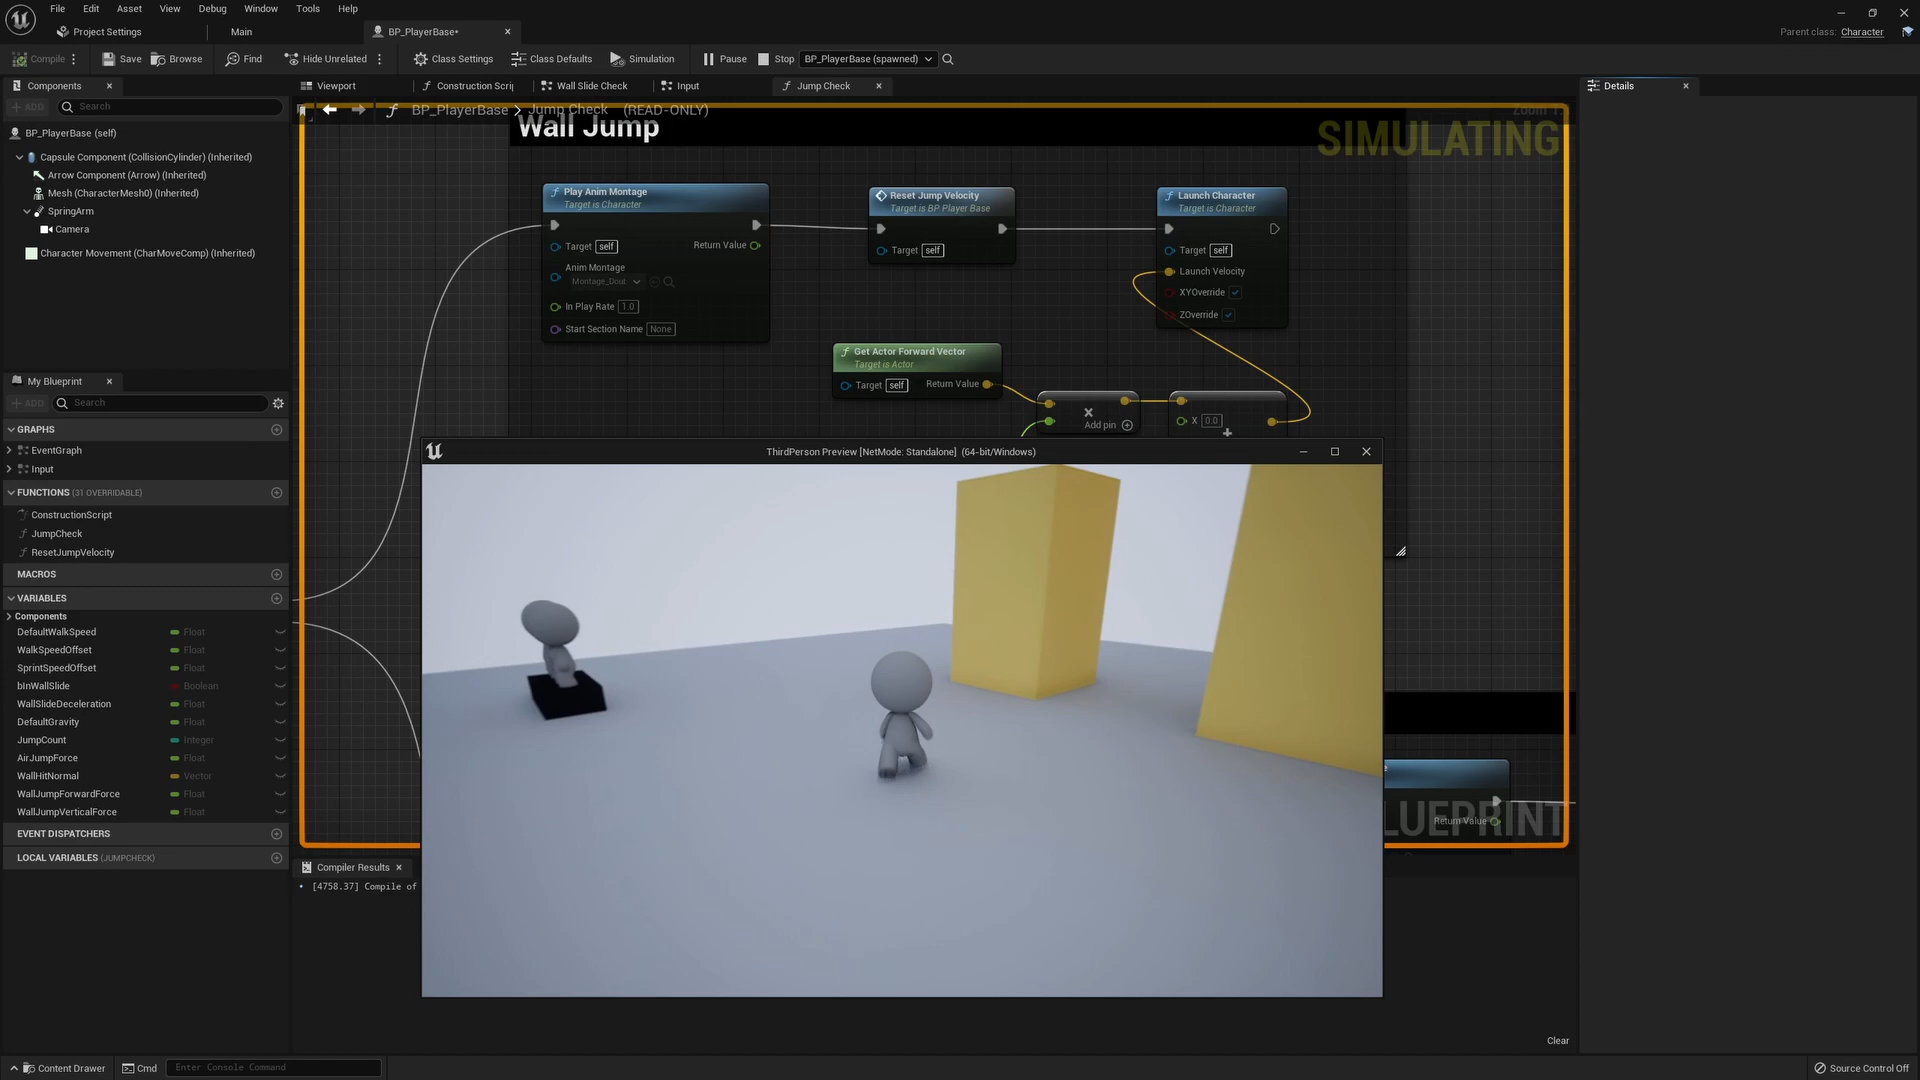 File Edit Asset View Debug Window Tools Help
Project Settings Main BP_PlayerBase* Parent class: Character
Compile Save Browse Find Hide Unrelated Class Settings Class Defaults Simulation Pause Stop BP_PlayerBase (spawned)
Components Viewport Construction Scrip Wall Slide Check Input Jump Check Details
ADD Search
BP_PlayerBase > Jump Check (READ-ONLY)
BP_PlayerBase (self)
Capsule Component (CollisionCylinder) (Inherited)
Arrow Component (Arrow) (Inherited)
Mesh (CharacterMesh0) (Inherited)
SpringArm
Camera
Character Movement (CharMoveComp) (Inherited)
Wall Jump
SIMULATING
Play Anim Montage
Target is Character
Target self
Return Value
Anim Montage
In Play Rate 1.0
Start Section Name None
Reset Jump Velocity
Target is BP Player Base
Target self
Launch Character
Target is Character
Target self
Launch Velocity
XYOverride
ZOverride
Get Actor Forward Vector
Target is Actor
Target self Return Value
Add pin
X 0.0
My Blueprint
ADD Search
GRAPHS
EventGraph
Input
FUNCTIONS (31 OVERRIDABLE)
ConstructionScript
JumpCheck
ResetJumpVelocity
MACROS
VARIABLES
Components
DefaultWalkSpeed Float
WalkSpeedOffset Float
SprintSpeedOffset Float
bInWallSlide Boolean
WallSlideDeceleration Float
DefaultGravity Float
JumpCount Integer
AirJumpForce Float
WallHitNormal Vector
WallJumpForwardForce Float
WallJumpVerticalForce Float
EVENT DISPATCHERS
LOCAL VARIABLES (JUMPCHECK)
ThirdPerson Preview [NetMode: Standalone] (64-bit/Windows)
Return Value
LUEPRINT
Compiler Results
[4758.37] Compile of
Clear
Content Drawer Cmd Enter Console Command Source Control Off